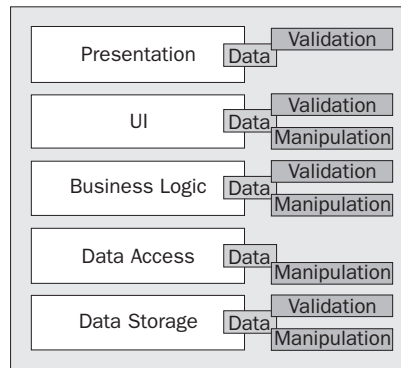 Validation
Presentation Data
Validation
UI Data
Manipulation
Validation
Business Logic Data
Manipulation
Data Access Data
Manipulation
Validation
Data Storage Data
Manipulation